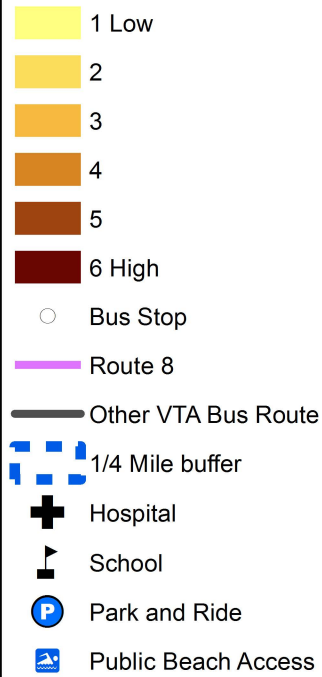 1 Low
2
3
4
5
6 High
Bus Stop
Route 8
Other VTA Bus Route
1/4 Mile buffer
Hospital
School
P Park and Ride
Public Beach Access